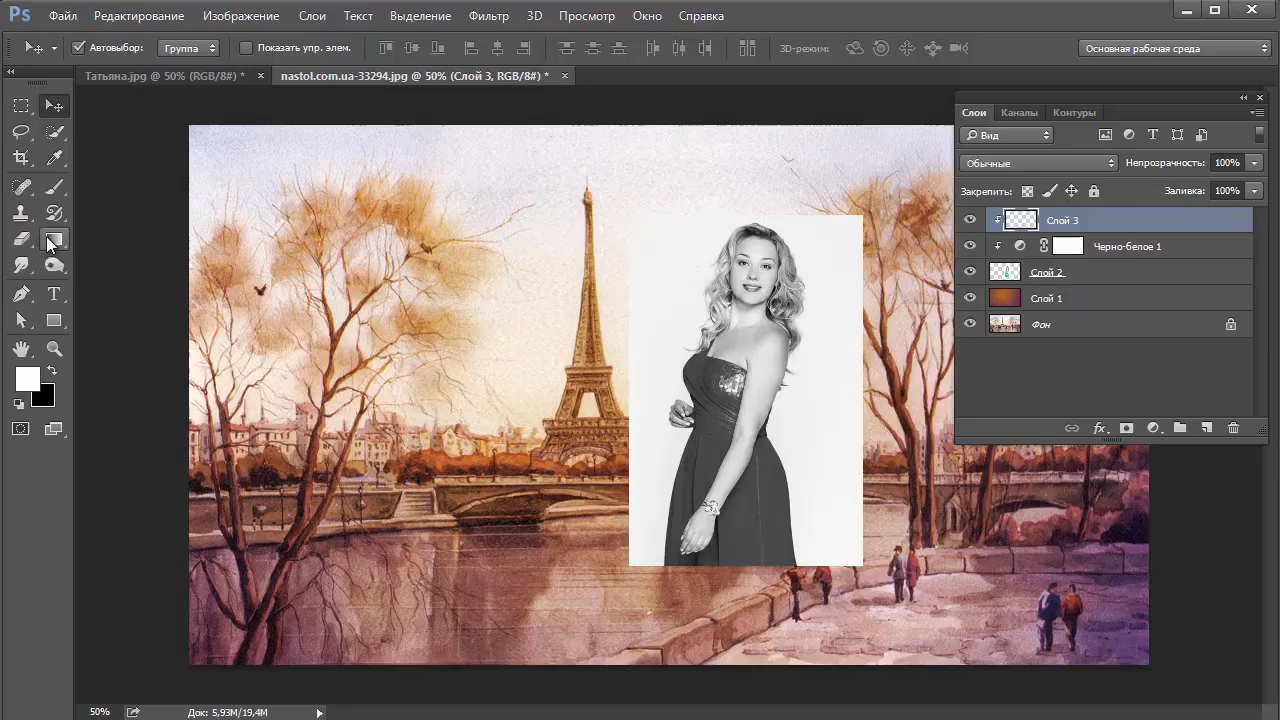 Ps Файл Редактирование Изображение Слои Текст Выделение Фильтр 3D Просмотр Окно Справка
Автовыбор: Группа Показать упр. элем. 3D-режим: Основная рабочая среда
Татьяна.jpg @ 50% (RGB/8#) * nastol.com.ua-33294.jpg @ 50% (Слой 3, RGB/8#) *
Слои Каналы Контуры
Вид
Обычные Непрозрачность: 100%
Закрепить: Заливка: 100%
Слой 3
Черно-белое 1
Слой 2
Слой 1
Фон
fx
50% Док: 5,93M/19,4M